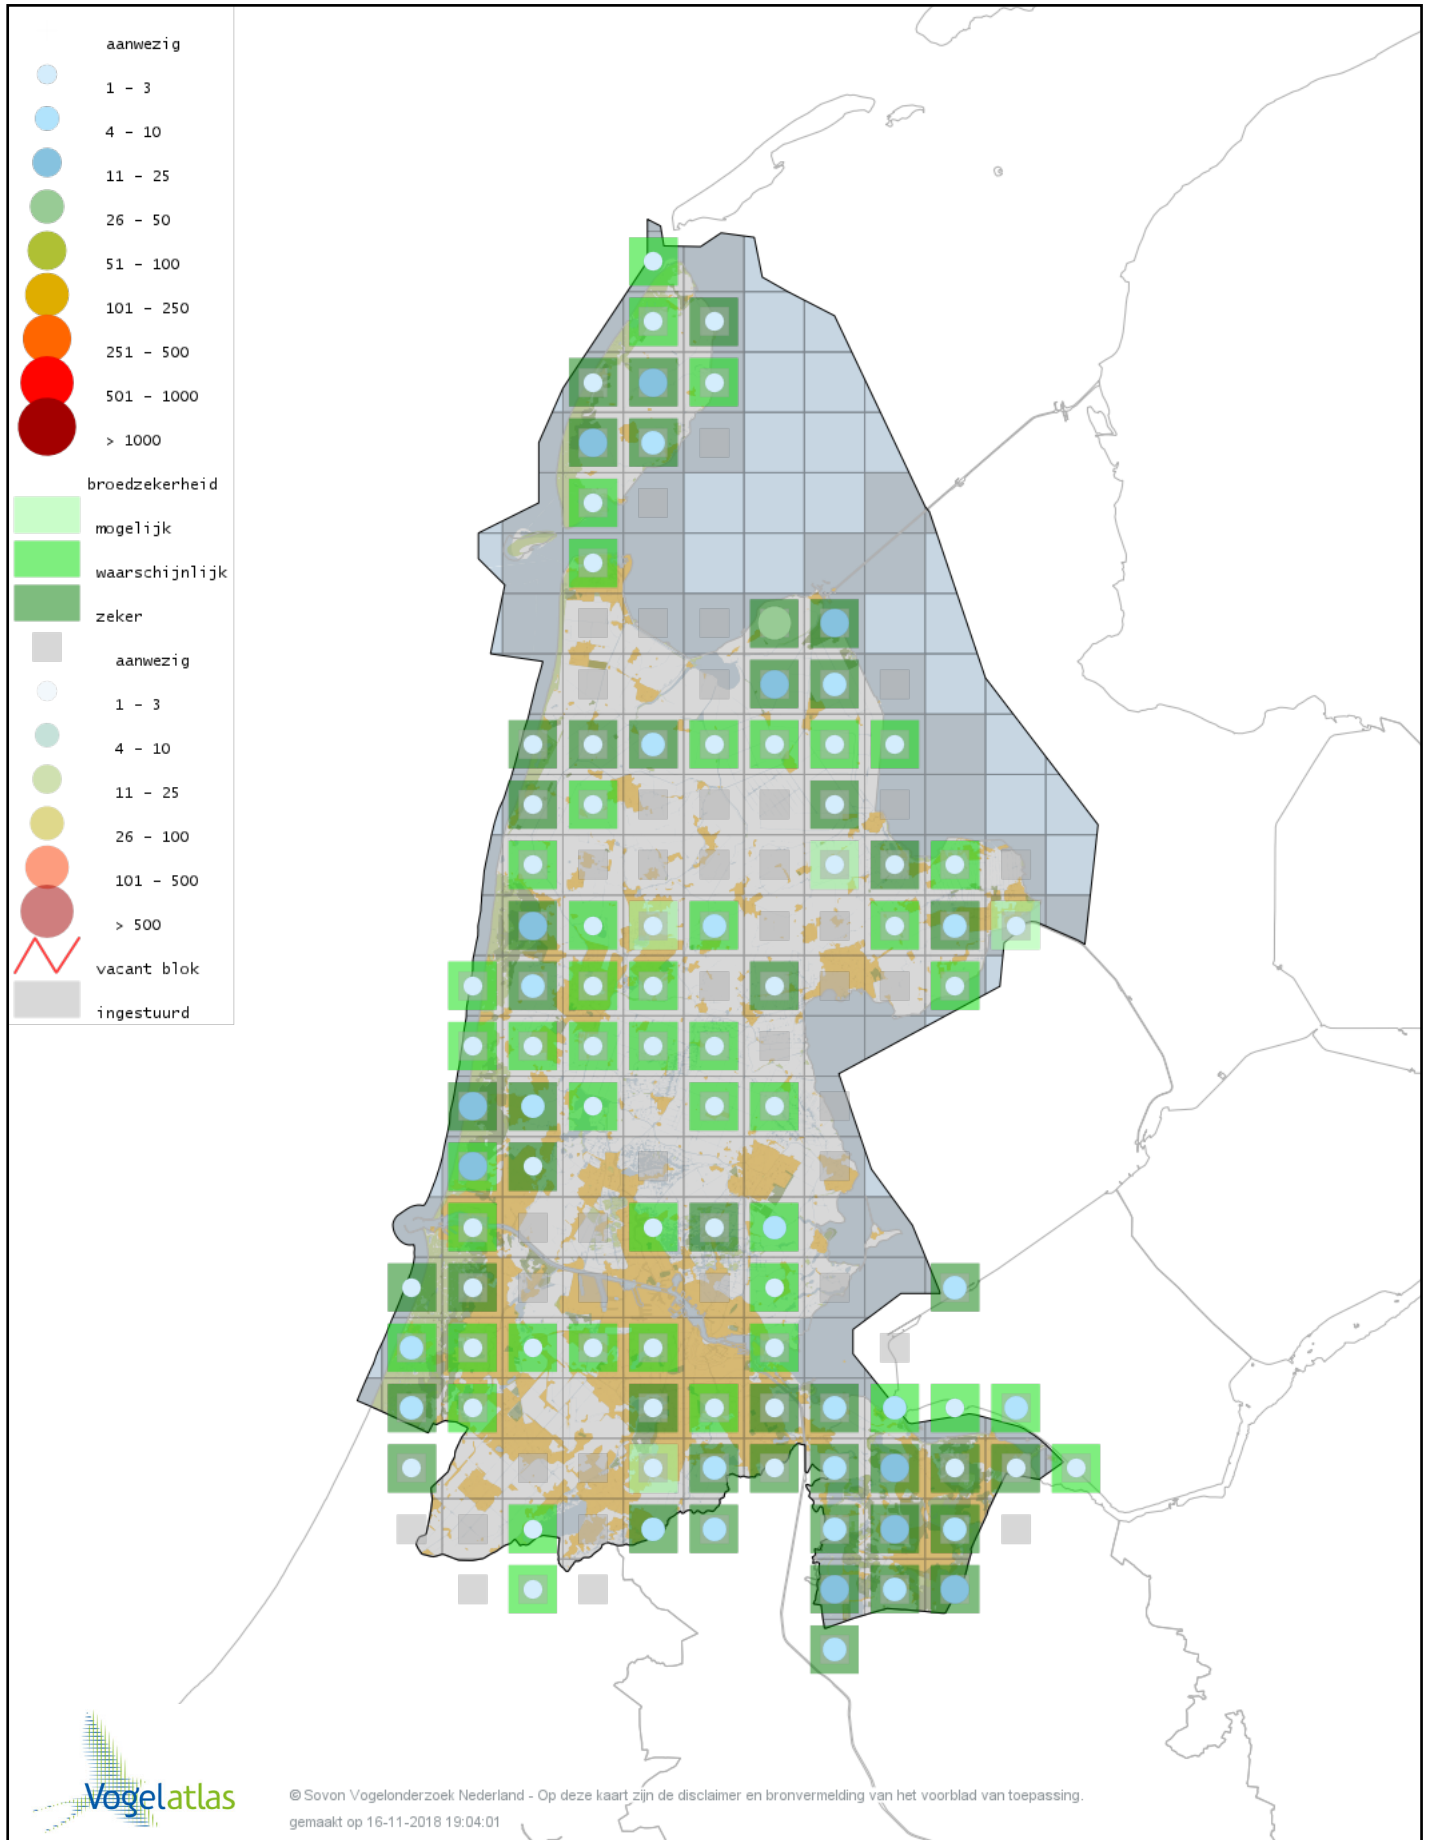 aanwezig
1 - 3
4 - 10
11 - 25
26 - 50
51 - 100
101 - 250
251 - 500
501 - 1000
> 1000
broedzekerheid
mogelijk
waarschijnlijk
zeker
aanwezig
1 - 3
4 - 10
11 - 25
26 - 100
101 - 500
> 500
vacant blok
ingestuurd
Vogelatlas
© Sovon Vogelonderzoek Nederland - Op deze kaart zijn de disclaimer en bronvermelding van het voorblad van toepassing.
gemaakt op 16-11-2018 19:04:01